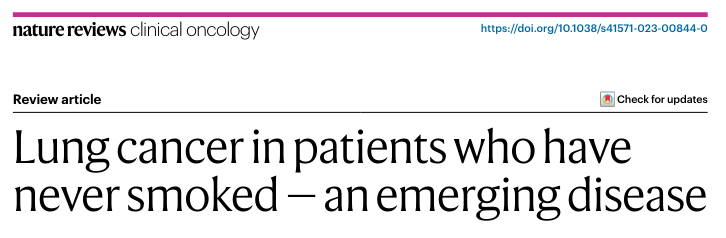 nature reviews clinical oncology
https://doi.org/10.1038/s41571-023-00844-0
Review article
Check for updates
Lung cancer in patients who have
never smoked — an emerging disease